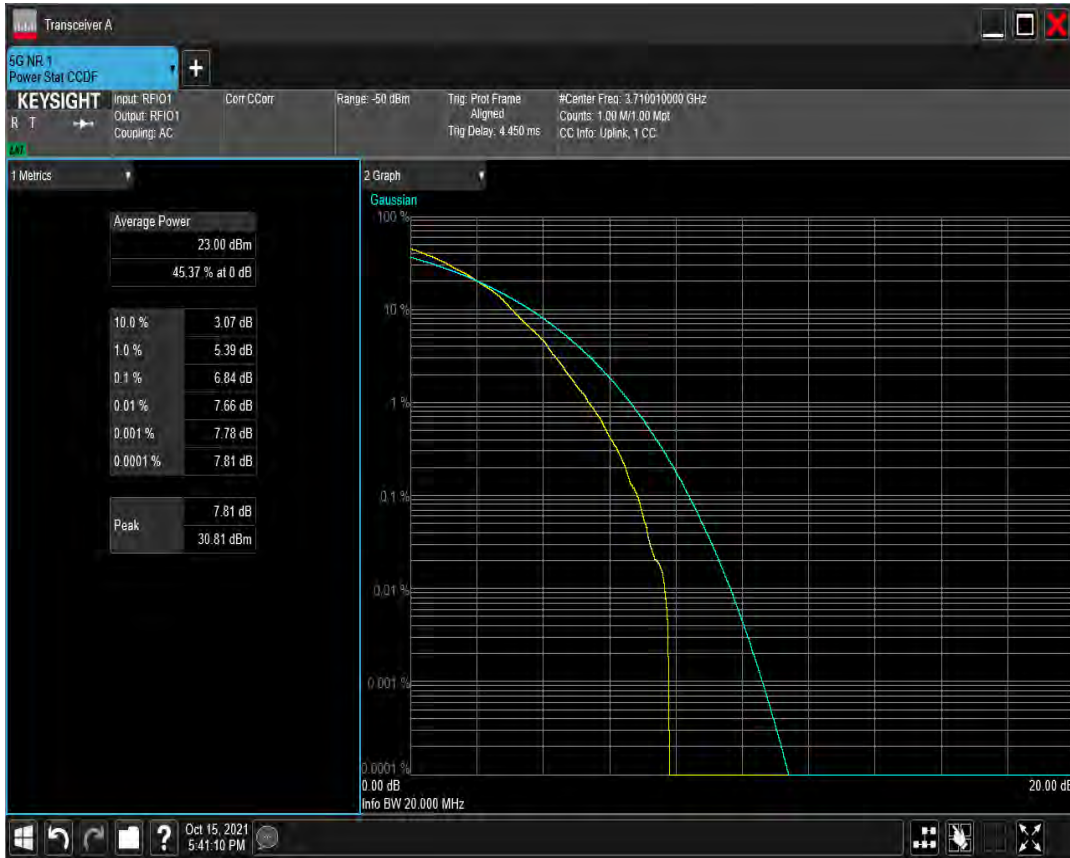 Transceiver A
5G NR 1
Power Stat CCDF
+
KEYSIGHT
R T
LXI
Input: RFIO1
Output: RFIO1
Coupling: AC
Corr CCorr
Range: -50 dBm
Trig: Prot Frame
Aligned
Trig Delay: 4.450 ms
#Center Freq: 3.710010000 GHz
Counts: 1.00 M/1.00 Mpt
CC Info: Uplink, 1 CC
1 Metrics
Average Power
23.00 dBm
45.37 % at 0 dB
10.0 % 3.07 dB
1.0 % 5.39 dB
0.1 % 6.84 dB
0.01 % 7.66 dB
0.001 % 7.78 dB
0.0001 % 7.81 dB
Peak
7.81 dB
30.81 dBm
2 Graph
Gaussian
100 %
10 %
1 %
0.1 %
0.01 %
0.001 %
0.0001 %
0.00 dB 20.00 dB
Info BW 20.000 MHz
? Oct 15, 2021
5:41:10 PM